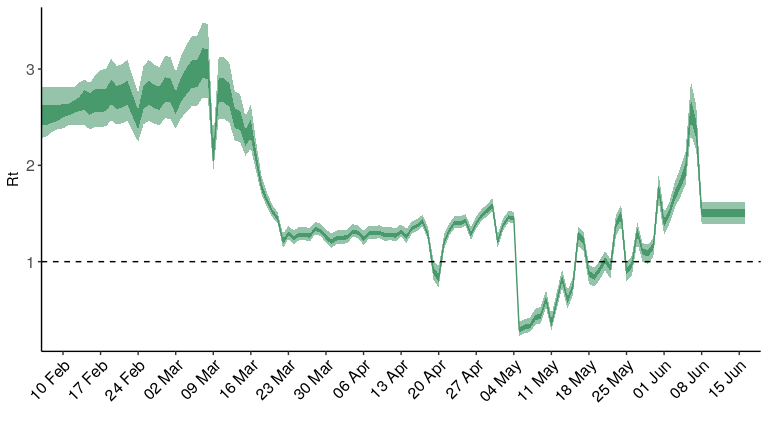 Rt
3
2
1
10 Feb
17 Feb
24 Feb
02 Mar
09 Mar
16 Mar
23 Mar
30 Mar
06 Apr
13 Apr
20 Apr
27 Apr
04 May
11 May
18 May
25 May
01 Jun
08 Jun
15 Jun